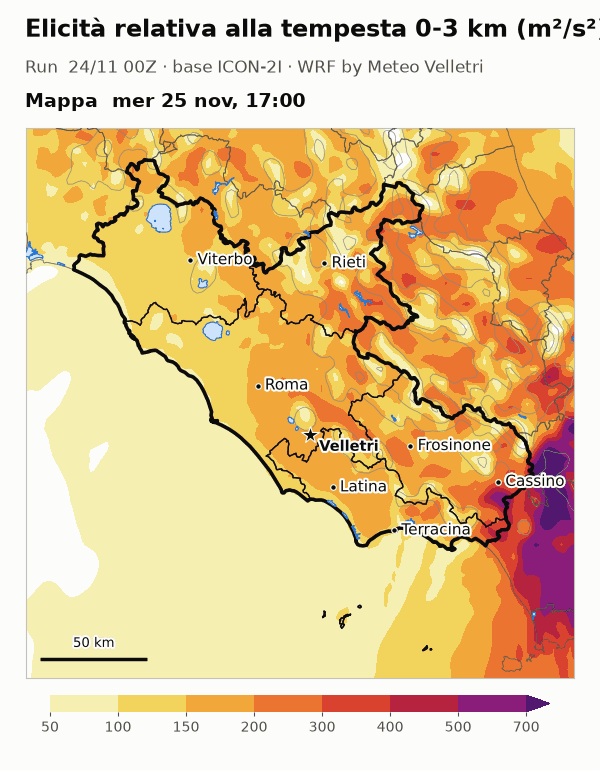 Elicità relativa alla tempesta 0-3 km (m²/s²)
Run  24/11 00Z · base ICON-2I · WRF by Meteo Velletri
Mappa  mer 25 nov, 17:00
Viterbo
Rieti
Roma
Velletri
Frosinone
Cassino
Latina
Terracina
50 km
50 100 150 200 300 400 500 700